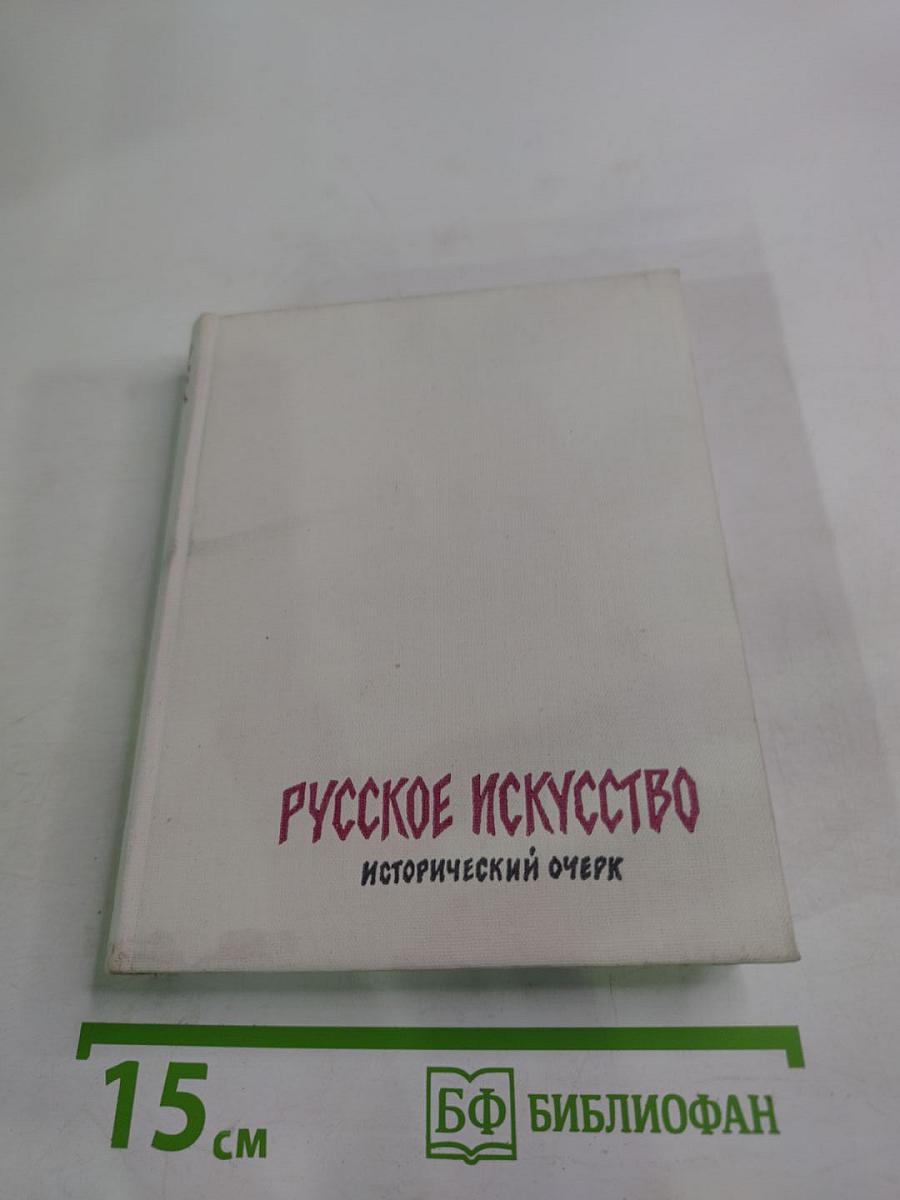 РУССКОЕ ИСКУССТВО
ИСТОРИЧЕСКИЙ ОЧЕРК
15 см
БФ БИБЛИОФАН